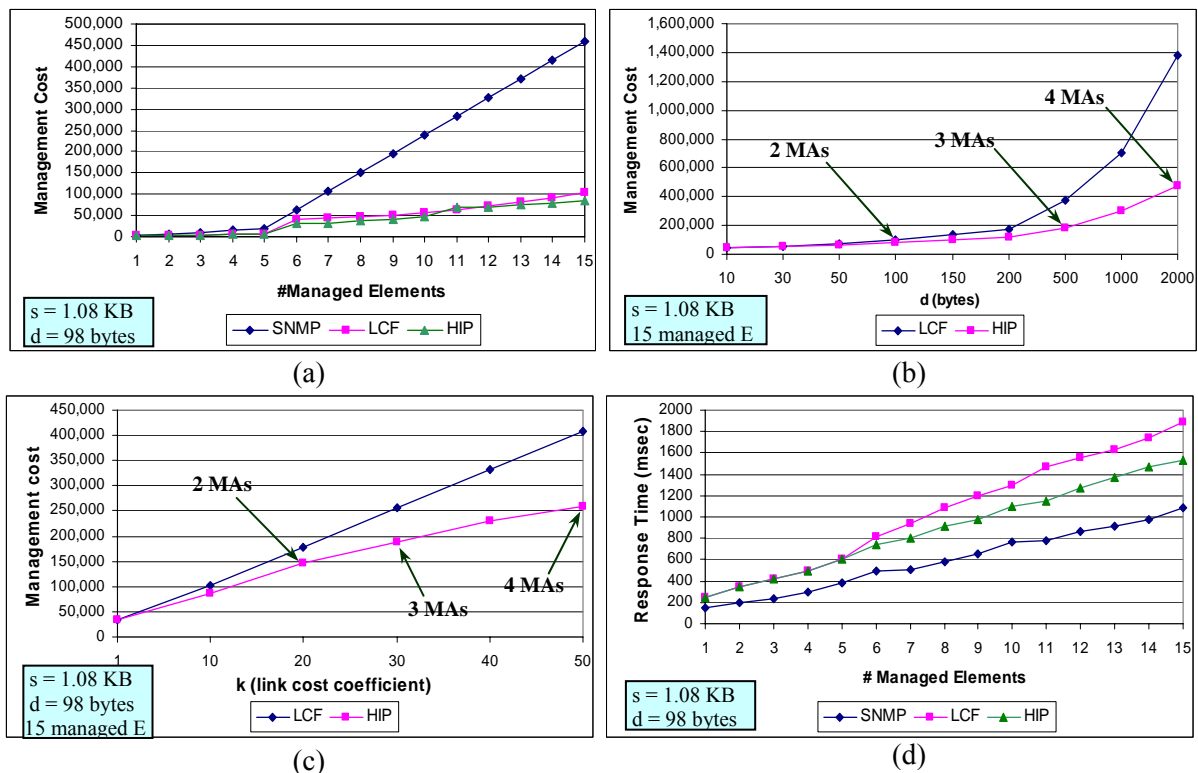 500,000
450,000
400,000
350,000
300,000
250,000
200,000
150,000
100,000
50,000
0
Management Cost
1 2 3 4 5 6 7 8 9 10 11 12 13 14 15
#Managed Elements
s = 1.08 KB
d = 98 bytes
SNMP LCF HIP
(a)
1,600,000
1,400,000
1,200,000
1,000,000
800,000
600,000
400,000
200,000
0
Management Cost
2 MAs
3 MAs
4 MAs
10 30 50 100 150 200 500 1000 2000
d (bytes)
s = 1.08 KB
15 managed E
LCF HIP
(b)
450,000
400,000
350,000
300,000
250,000
200,000
150,000
100,000
50,000
0
Management cost
2 MAs
3 MAs
4 MAs
1 10 20 30 40 50
k (link cost coefficient)
s = 1.08 KB
d = 98 bytes
15 managed E
LCF HIP
(c)
2000
1800
1600
1400
1200
1000
800
600
400
200
0
Response Time (msec)
1 2 3 4 5 6 7 8 9 10 11 12 13 14 15
# Managed Elements
s = 1.08 KB
d = 98 bytes
SNMP LCF HIP
(d)